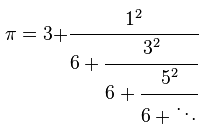 π = 3+ 1²
6 + 3²
6 + 5²
6 + ⋱